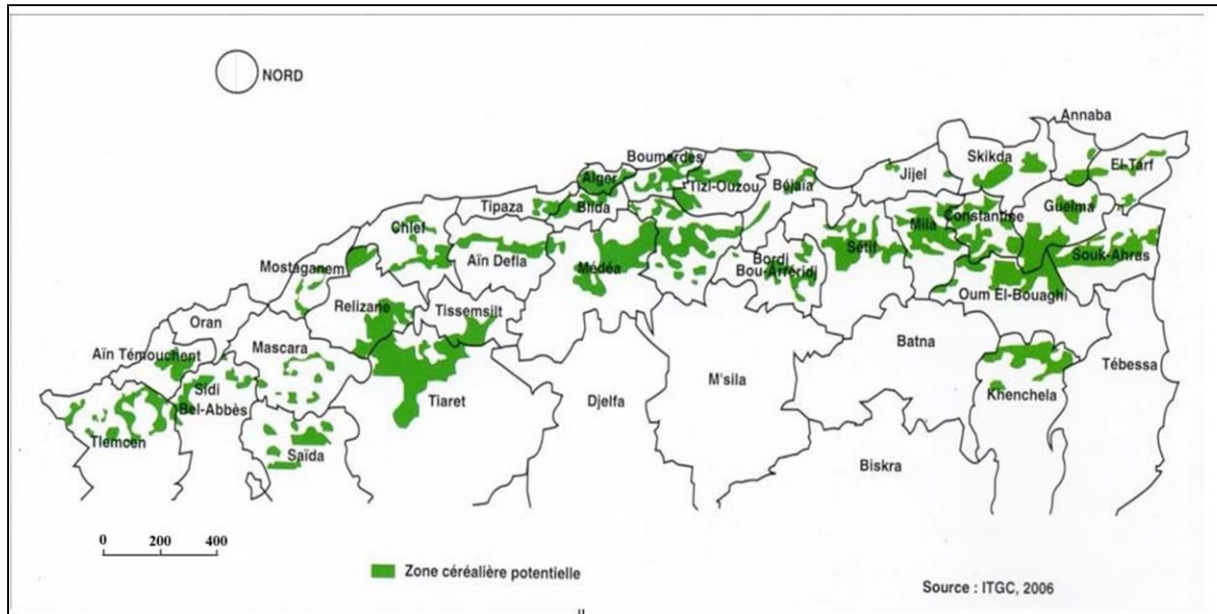 NORD
Annaba
Skikda
El-Tarf
Jijel
Boumerdes
Alger
Tizi-Ouzou
Béjaïa
Tipaza
Blida
Guelma
Constantine
Mila
Chlef
Sétif
Souk-Ahras
Aïn Defla
Médéa
Bordj
Bou-Arréridj
Mostaganem
Oum El-Bouaghi
Relizane
Tissemsilt
Oran
Mascara
Batna
Aïn Témouchent
Tébessa
M'sila
Sidi
Bel-Abbès
Khenchela
Tiaret
Djelfa
Tlemcen
Saïda
Biskra
0 200 400
Zone céréalière potentielle
Source : ITGC, 2006